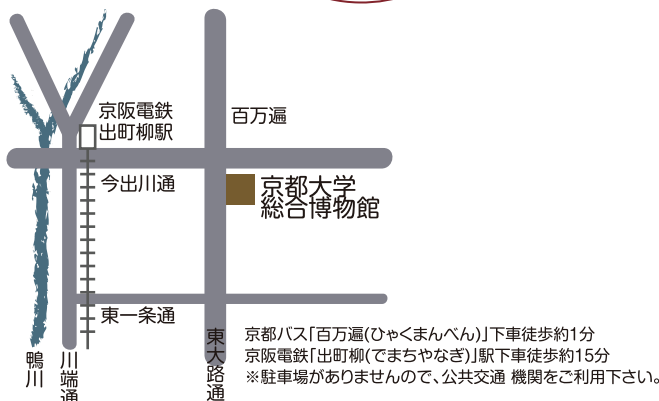 京阪電鉄
出町柳駅
百万遍
今出川通
京都大学
総合博物館
東一条通
鴨川
川端通
東大路通
京都バス「百万遍(ひゃくまんべん)」下車徒歩約1分
京阪電鉄「出町柳(でまちやなぎ)」駅下車徒歩約15分
※駐車場がありませんので、公共交通 機関をご利用下さい。